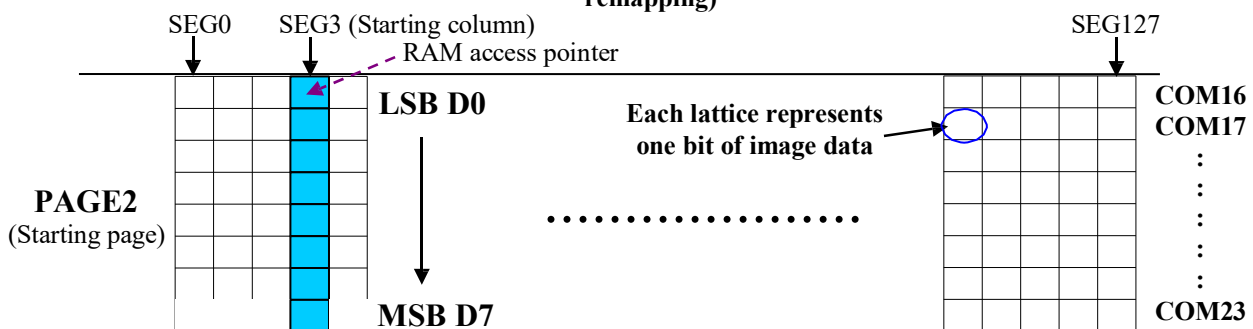 remapping)
SEG0 SEG3 (Starting column) SEG127
RAM access pointer
LSB D0
Each lattice represents
one bit of image data
COM16
COM17
:
:
:
:
:
COM23
PAGE2
(Starting page)
.....................
MSB D7